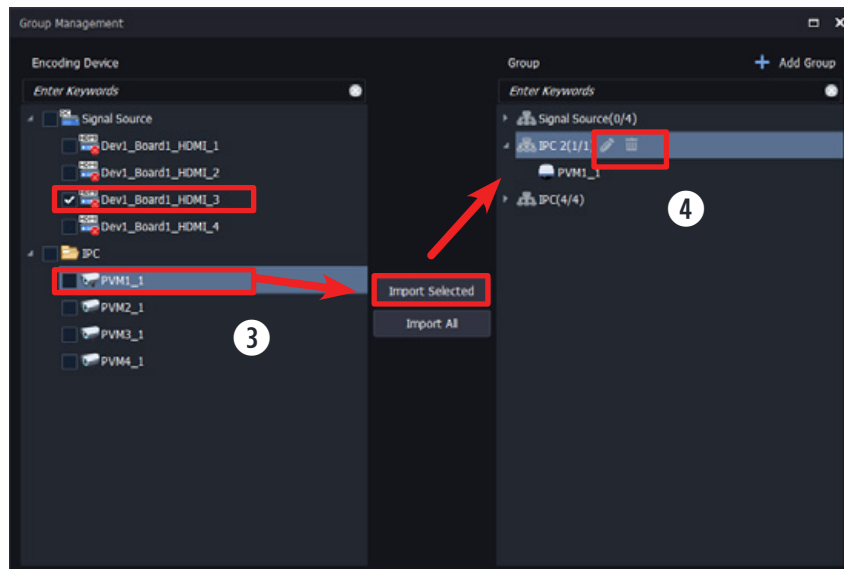 Group Management
Encoding Device
Enter Keywords
Signal Source
Dev1_Board1_HDMI_1
Dev1_Board1_HDMI_2
Dev1_Board1_HDMI_3
Dev1_Board1_HDMI_4
IPC
PVM1_1
PVM2_1
PVM3_1
PVM4_1
3
Import Selected
Import All
Group
Add Group
Enter Keywords
Signal Source(0/4)
IPC 2(1/1)
PVM1_1
IPC(4/4)
4